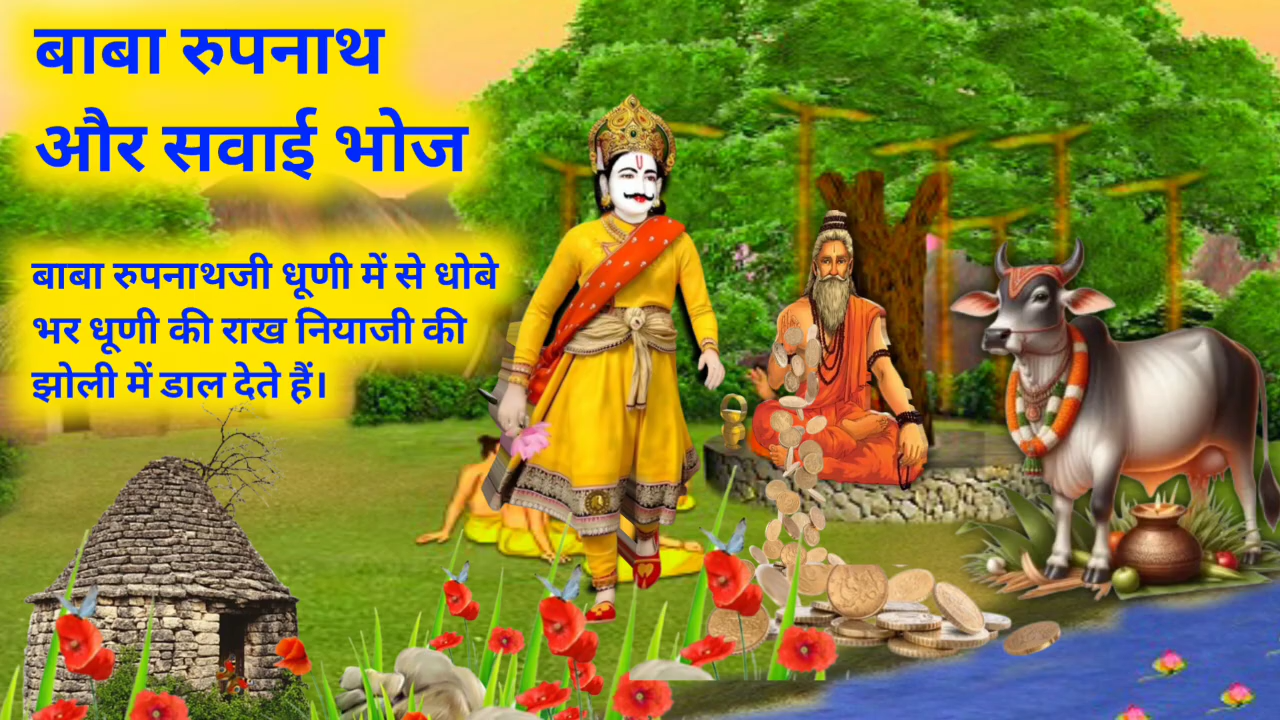 बाबा रुपनाथ
और सवाई भोज
बाबा रुपनाथजी धूणी में से धोबे
भर धूणी की राख नियाजी की
झोली में डाल देते हैं।